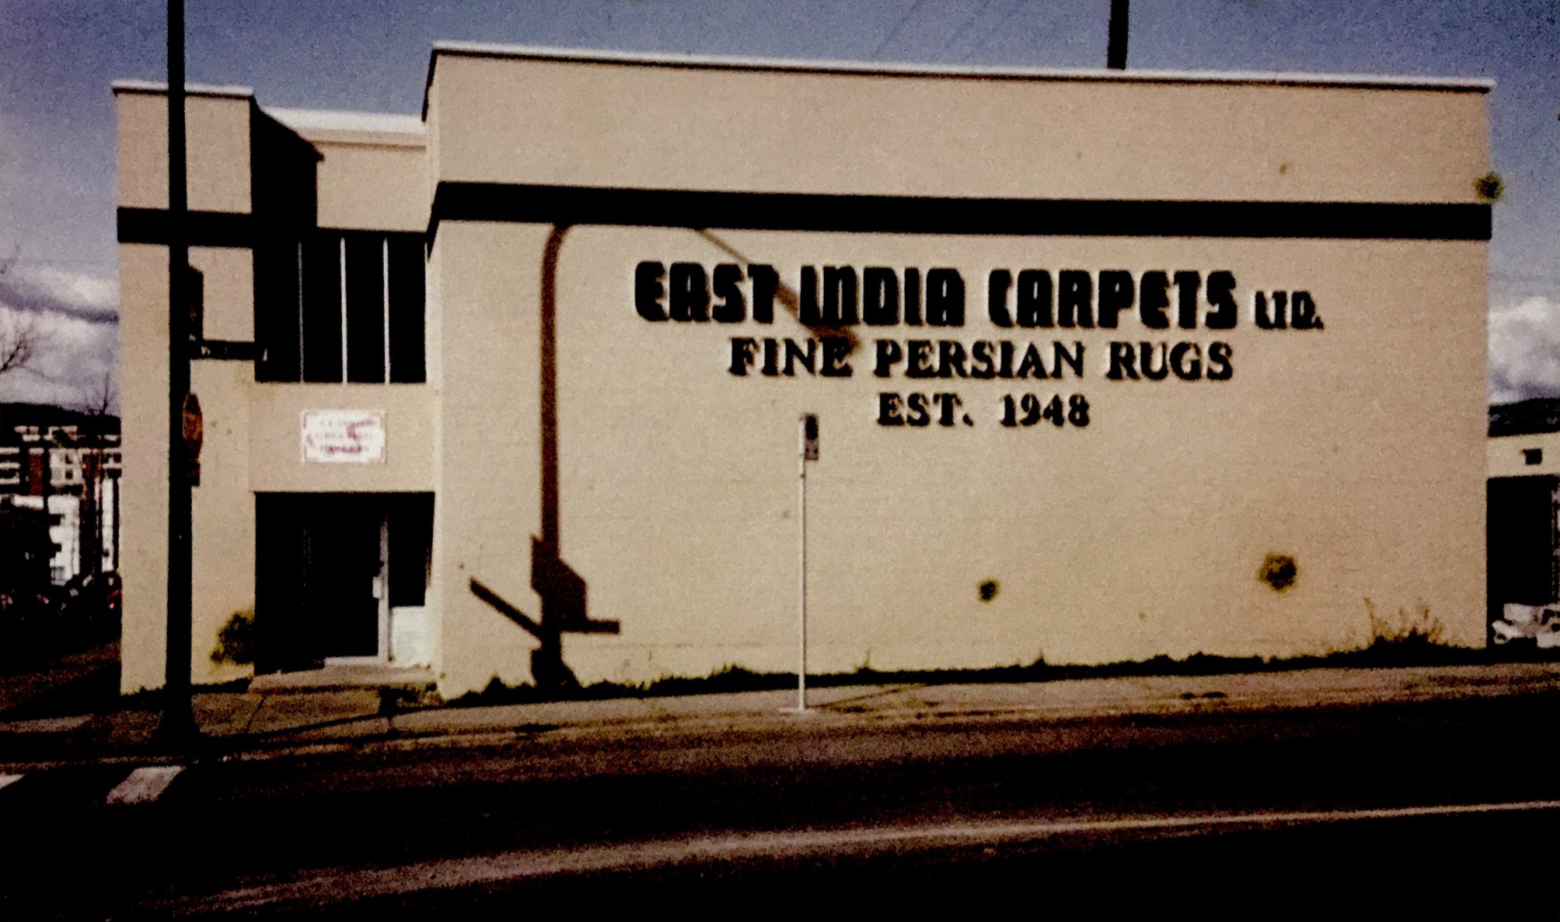 EAST INDIA CARPETS LTD.
FINE PERSIAN RUGS
EST. 1948